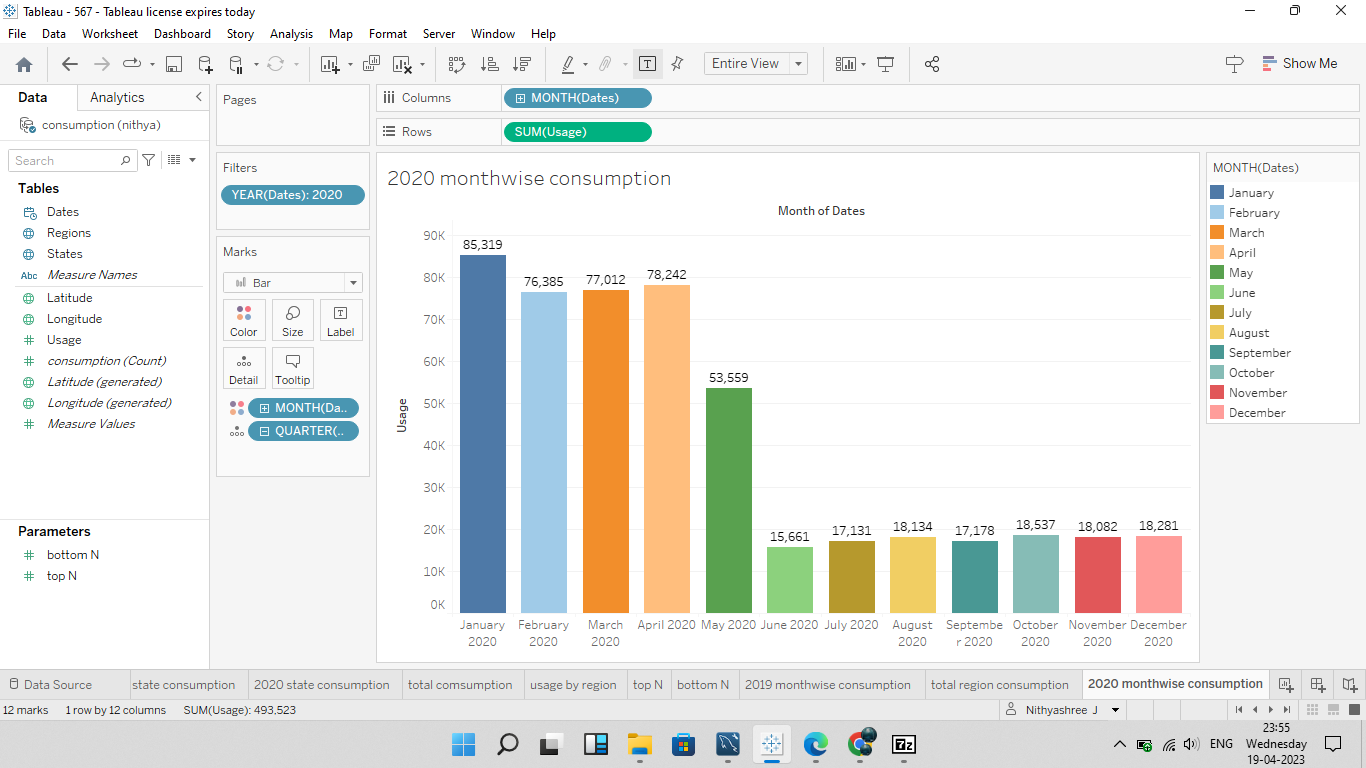 Tableau - 567 - Tableau license expires today
File Data Worksheet Dashboard Story Analysis Map Format Server Window Help
Entire View
Show Me
Data Analytics
consumption (nithya)
Search
Tables
Dates
Regions
States
Abc Measure Names
Latitude
Longitude
Usage
consumption (Count)
Latitude (generated)
Longitude (generated)
Measure Values
Parameters
bottom N
top N
Pages
Filters
YEAR(Dates): 2020
Marks
Bar
Color Size Label
Detail Tooltip
MONTH(Da..
QUARTER(..
Columns MONTH(Dates)
Rows SUM(Usage)
2020 monthwise consumption
Month of Dates
Usage
90K
80K
70K
60K
50K
40K
30K
20K
10K
0K
85,319 76,385 77,012 78,242 53,559 15,661 17,131 18,134 17,178 18,537 18,082 18,281
January February March April 2020 May 2020 June 2020 July 2020 August Septembe October November December
2020 2020 2020 2020 r 2020 2020 2020 2020
MONTH(Dates)
January
February
March
April
May
June
July
August
September
October
November
December
Data Source state consumption 2020 state consumption total comsumption usage by region top N bottom N 2019 monthwise consumption total region consumption 2020 monthwise consumption
12 marks 1 row by 12 columns SUM(Usage): 493,523 Nithyashree J
7z
ENG
23:55
Wednesday
19-04-2023